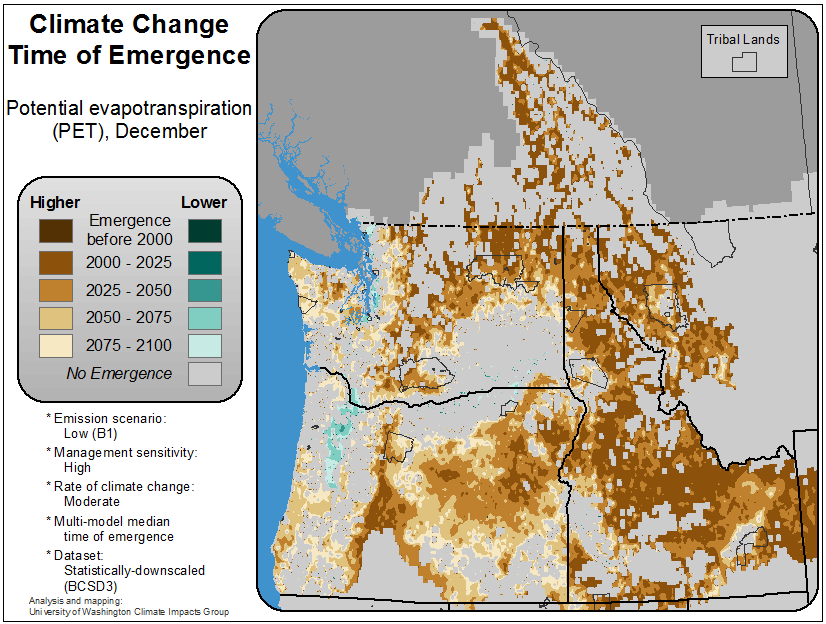 Climate Change
Time of Emergence
Potential evapotranspiration
(PET), December
Higher Lower
Emergence
before 2000
2000 - 2025
2025 - 2050
2050 - 2075
2075 - 2100
No Emergence
* Emission scenario:
Low (B1)
* Management sensitivity:
High
* Rate of climate change:
Moderate
* Multi-model median
time of emergence
* Dataset:
Statistically-downscaled
(BCSD3)
Analysis and mapping:
University of Washington Climate Impacts Group
Tribal Lands